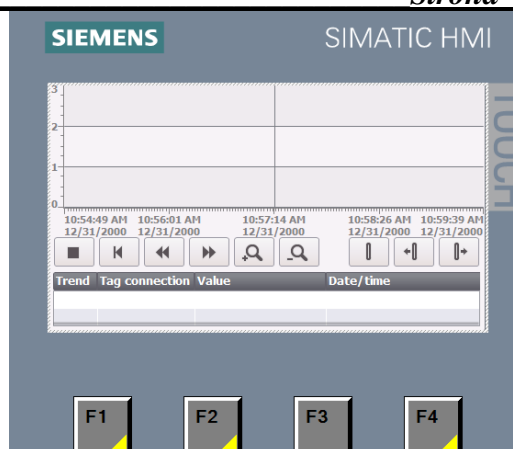 SIEMENS
SIMATIC HMI
TOUCH
3
2
1
0
10:54:49 AM 10:56:01 AM 10:57:14 AM 10:58:26 AM 10:59:39 AM
12/31/2000 12/31/2000 12/31/2000 12/31/2000 12/31/2000
Trend Tag connection Value Date/time
F1 F2 F3 F4